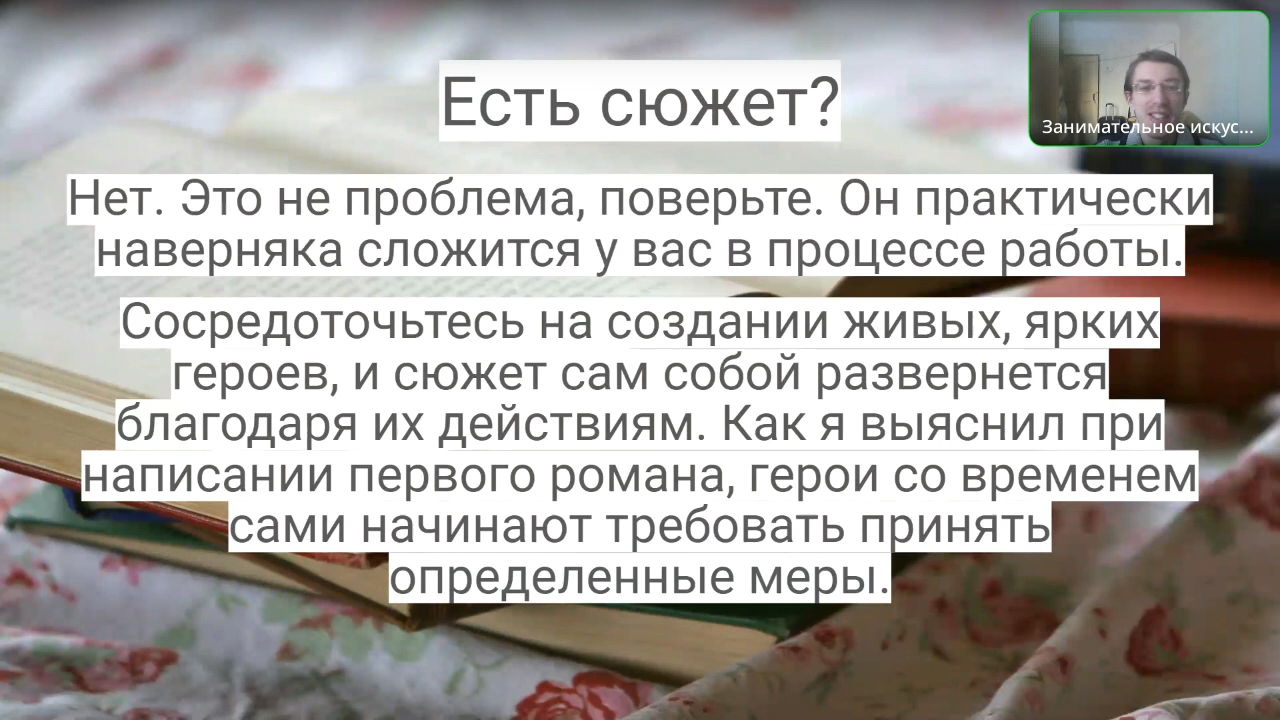 Есть сюжет?
Занимательное искус...
Нет. Это не проблема, поверьте. Он практически
наверняка сложится у вас в процессе работы.
Сосредоточьтесь на создании живых, ярких
героев, и сюжет сам собой развернется
благодаря их действиям. Как я выяснил при
написании первого романа, герои со временем
сами начинают требовать принять
определенные меры.